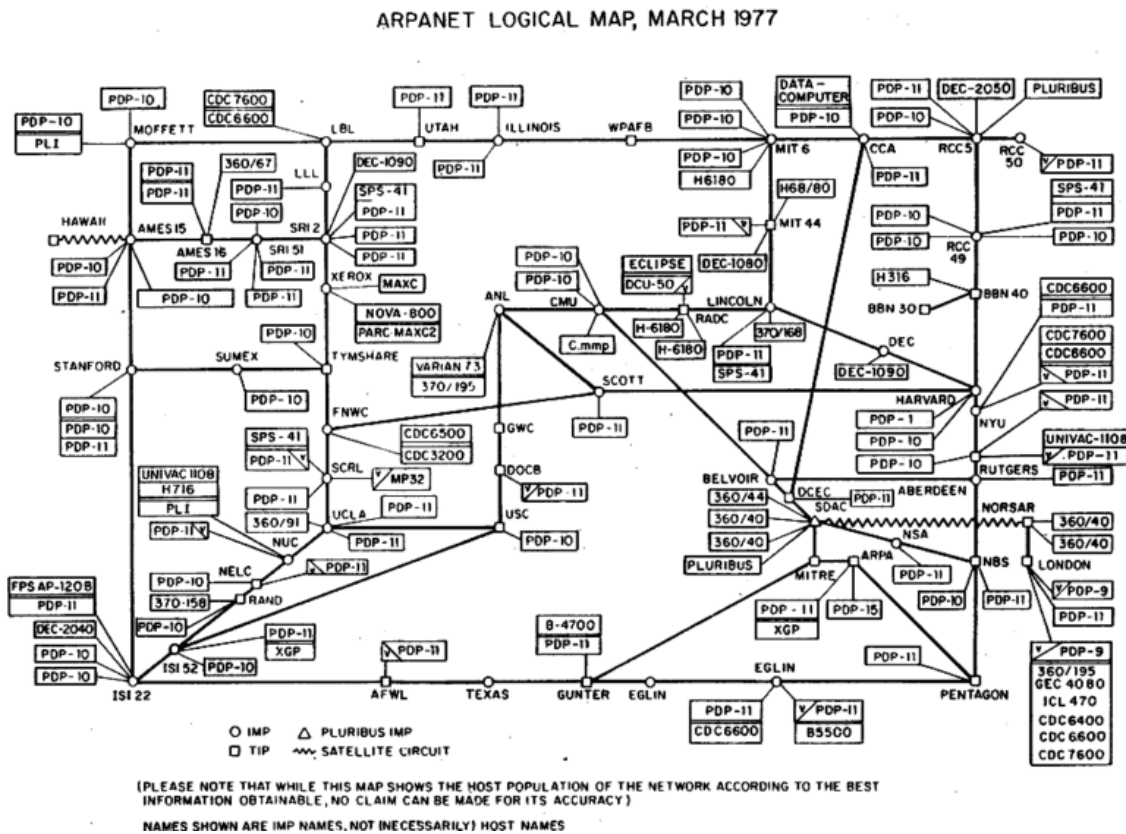 ARPANET LOGICAL MAP, MARCH 1977
PDP-10
PLI
PDP-10
MOFFETT
CDC7600
CDC6600
LBL
PDP-11
UTAH
PDP-11
ILLINOIS
PDP-11
WPAFB
PDP-10
PDP-10
PDP-10
H6180
MIT 6
DATA-
COMPUTER
PDP-10
CCA
PDP-11
PDP-11
PDP-10
DEC-2050
PLURIBUS
RCC 5
RCC
50
PDP-11
HAWAII
PDP-11
PDP-11
360/67
AMES15
AMES16
PDP-10
PDP-11
PDP-10
PDP-11
PDP-10
SRI 51
PDP-11
PDP-11
LLL
PDP-11
DEC-1090
SPS-41
PDP-11
PDP-11
PDP-11
SRI 2
XEROX
MAXC
NOVA-800
PARC-MAXC2
H68/80
PDP-11
MIT 44
DEC-1080
SPS-41
PDP-11
PDP-10
PDP-10
PDP-10
RCC
49
STANFORD
PDP-10
PDP-10
PDP-11
SUMEX
PDP-10
PDP-10
TYMSHARE
ANL
VARIAN 73
370/195
PDP-10
PDP-10
CMU
C.mmp
ECLIPSE
DCU-50
RADC
H-6180
H-6180
LINCOLN
370/168
PDP-11
SPS-41
H316
BBN 40
BBN 30
DEC
DEC-1090
HARVARD
PDP-1
PDP-10
PDP-10
CDC6600
PDP-11
CDC7600
CDC6600
PDP-11
PDP-11
NYU
FNWC
CDC6500
CDC3200
SCOTT
PDP-11
GWC
DOCB
PDP-11
SPS-41
PDP-11
SCRL
PDP-11
MP32
360/91
UCLA
PDP-11
PDP-11
USC
PDP-10
UNIVAC 1108
H716
PLI
PDP-11
NUC
NELC
PDP-10
PDP-11
370-158
RAND
PDP-10
PDP-11
BELVOIR
DCEC
PDP-11
ABERDEEN
RUTGERS
UNIVAC-1108
PDP-11
PDP-11
360/44
360/40
360/40
PLURIBUS
SDAC
NSA
PDP-11
NORSAR
360/40
360/40
LONDON
PDP-9
PDP-11
PDP-9
360/195
GEC 4080
ICL 470
CDC6400
CDC6600
CDC7600
MITRE
ARPA
PDP-11
XGP
PDP-15
NBS
PDP-10
PDP-11
PDP-11
PENTAGON
FPS AP-120B
PDP-11
DEC-2040
PDP-10
PDP-10
ISI 22
ISI 52
PDP-11
XGP
PDP-10
PDP-11
AFWL
TEXAS
B-4700
PDP-11
GUNTER
EGLIN
EGLIN
PDP-11
CDC6600
PDP-11
B5500
IMP
PLURIBUS IMP
TIP
SATELLITE CIRCUIT
(PLEASE NOTE THAT WHILE THIS MAP SHOWS THE HOST POPULATION OF THE NETWORK ACCORDING TO THE BEST
INFORMATION OBTAINABLE, NO CLAIM CAN BE MADE FOR ITS ACCURACY)
NAMES SHOWN ARE IMP NAMES, NOT (NECESSARILY) HOST NAMES